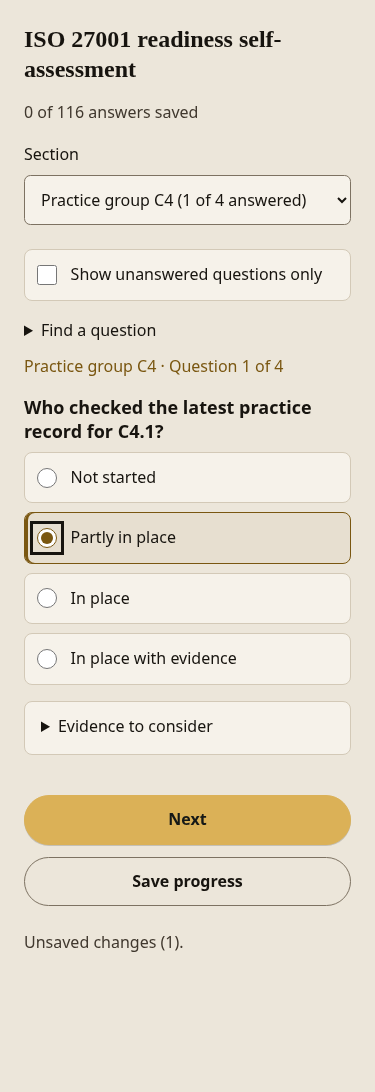 ISO 27001 readiness self-
assessment
0 of 116 answers saved
Section
Practice group C4 (1 of 4 answered)
Show unanswered questions only
Find a question
Practice group C4 · Question 1 of 4
Who checked the latest practice
record for C4.1?
Not started
Partly in place
In place
In place with evidence
Evidence to consider
Next
Save progress
Unsaved changes (1).